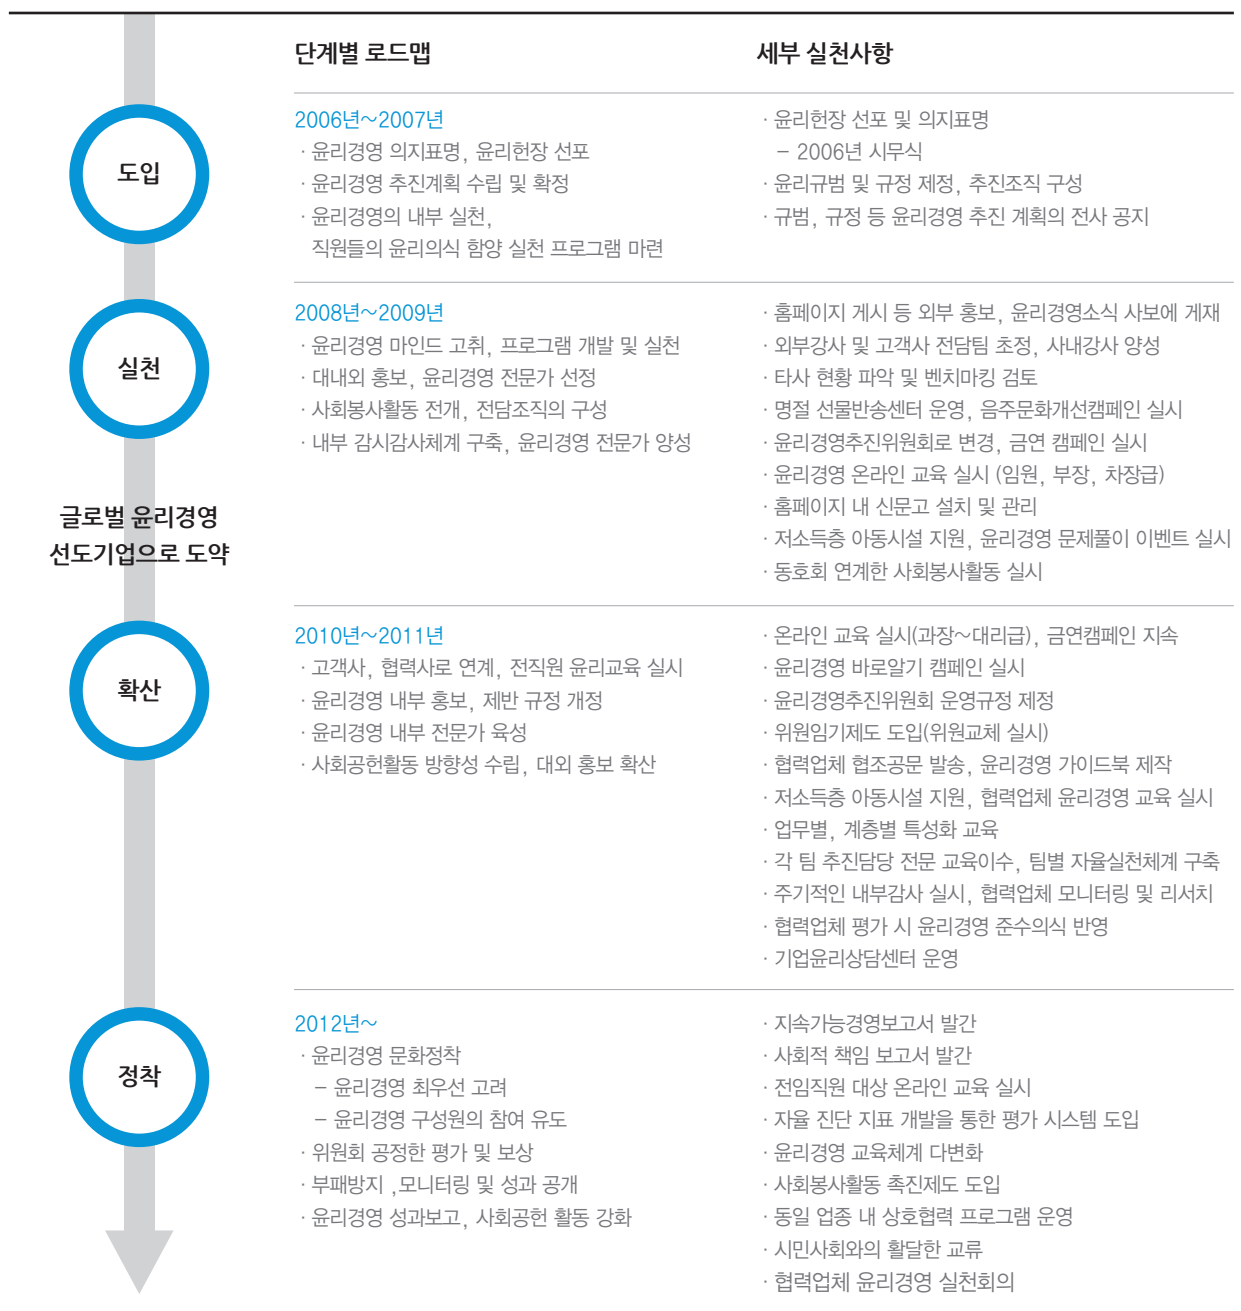 단계별 로드맵
세부 실천사항
도입
2006년~2007년
· 윤리경영 의지표명, 윤리헌장 선포
· 윤리경영 추진계획 수립 및 확정
· 윤리경영의 내부 실천,
직원들의 윤리의식 함양 실천 프로그램 마련
· 윤리헌장 선포 및 의지표명
– 2006년 시무식
· 윤리규범 및 규정 제정, 추진조직 구성
· 규범, 규정 등 윤리경영 추진 계획의 전사 공지
실천
2008년~2009년
· 윤리경영 마인드 고취, 프로그램 개발 및 실천
· 대내외 홍보, 윤리경영 전문가 선정
· 사회봉사활동 전개, 전담조직의 구성
· 내부 감시감사체계 구축, 윤리경영 전문가 양성
· 홈페이지 게시 등 외부 홍보, 윤리경영소식 사보에 게재
· 외부강사 및 고객사 전담팀 초정, 사내강사 양성
· 타사 현황 파악 및 벤치마킹 검토
· 명절 선물반송센터 운영, 음주문화개선캠페인 실시
· 윤리경영추진위원회로 변경, 금연 캠페인 실시
· 윤리경영 온라인 교육 실시 (임원, 부장, 차장급)
· 홈페이지 내 신문고 설치 및 관리
· 저소득층 아동시설 지원, 윤리경영 문제풀이 이벤트 실시
· 동호회 연계한 사회봉사활동 실시
글로벌 윤리경영
선도기업으로 도약
확산
2010년~2011년
· 고객사, 협력사로 연계, 전직원 윤리교육 실시
· 윤리경영 내부 홍보, 제반 규정 개정
· 윤리경영 내부 전문가 육성
· 사회공헌활동 방향성 수립, 대외 홍보 확산
· 온라인 교육 실시(과장~대리급), 금연캠페인 지속
· 윤리경영 바로알기 캠페인 실시
· 윤리경영추진위원회 운영규정 제정
· 위원임기제도 도입(위원교체 실시)
· 협력업체 협조공문 발송, 윤리경영 가이드북 제작
· 저소득층 아동시설 지원, 협력업체 윤리경영 교육 실시
· 업무별, 계층별 특성화 교육
· 각 팀 추진담당 전문 교육이수, 팀별 자율실천체계 구축
· 주기적인 내부감사 실시, 협력업체 모니터링 및 리서치
· 협력업체 평가 시 윤리경영 준수의식 반영
· 기업윤리상담센터 운영
정착
2012년~
· 윤리경영 문화정착
– 윤리경영 최우선 고려
– 윤리경영 구성원의 참여 유도
· 위원회 공정한 평가 및 보상
· 부패방지 ,모니터링 및 성과 공개
· 윤리경영 성과보고, 사회공헌 활동 강화
· 지속가능경영보고서 발간
· 사회적 책임 보고서 발간
· 전임직원 대상 온라인 교육 실시
· 자율 진단 지표 개발을 통한 평가 시스템 도입
· 윤리경영 교육체계 다변화
· 사회봉사활동 촉진제도 도입
· 동일 업종 내 상호협력 프로그램 운영
· 시민사회와의 활달한 교류
· 협력업체 윤리경영 실천회의